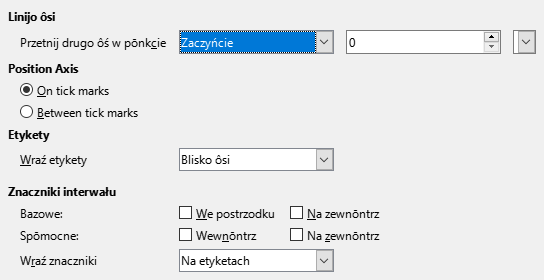 Linijo ôsi
Przetnij drugo ôś w pōnkcie Zaczyńcie 0
Position Axis
On tick marks
Between tick marks
Etykety
Wraź etykety Blisko ôsi
Znaczniki interwału
Bazowe: We postrzodku Na zewnōntrz
Spōmocne: Wewnōntrz Na zewnōntrz
Wraź znaczniki Na etyketach